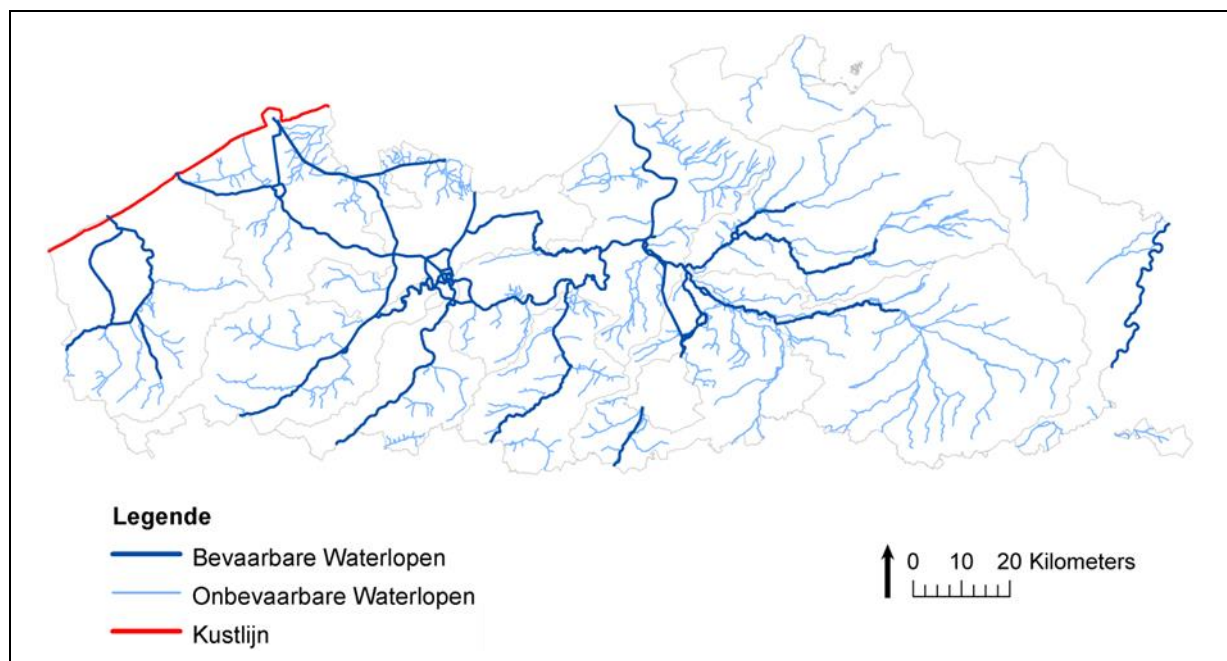 Legende
Bevaarbare Waterlopen
Onbevaarbare Waterlopen
Kustlijn
0 10 20 Kilometers